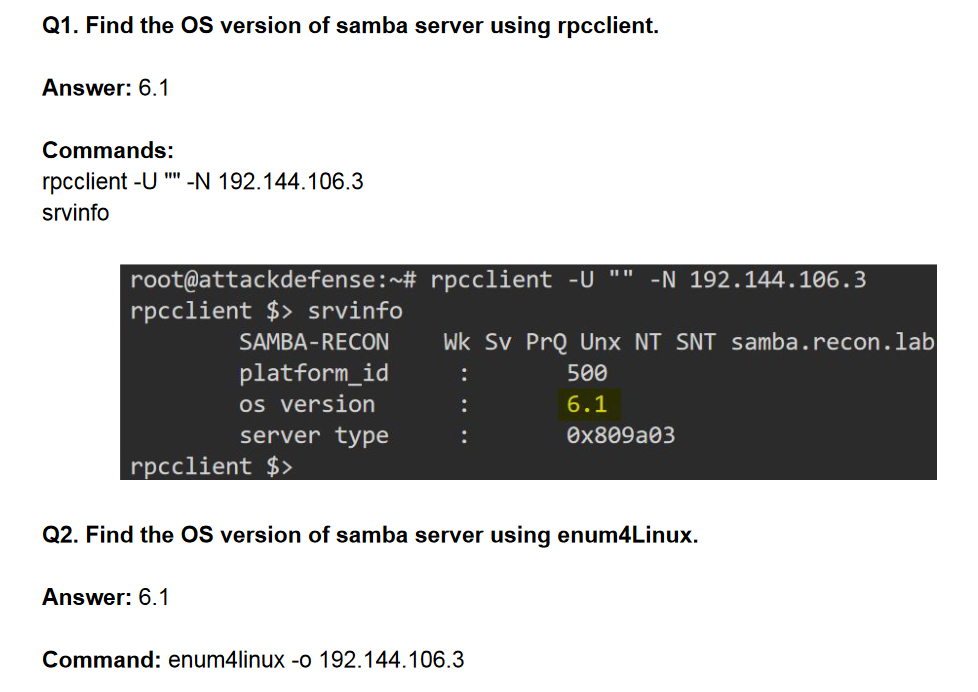 Q1. Find the OS version of samba server using rpcclient.
Answer: 6.1
Commands:
rpcclient -U "" -N 192.144.106.3
srvinfo
root@attackdefense:~# rpcclient -U "" -N 192.144.106.3
rpcclient $> srvinfo
SAMBA-RECON Wk Sv PrQ Unx NT SNT samba.recon.lab
platform_id : 500
os version : 6.1
server type : 0x809a03
rpcclient $>
Q2. Find the OS version of samba server using enum4Linux.
Answer: 6.1
Command: enum4linux -o 192.144.106.3